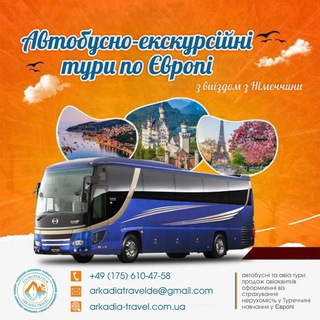 Автобусно-екскурсійні
тури по Європі
з виїздом з Німеччини
+49 (175) 610-47-58
arkadiatravelde@gmail.com
arkadia-travel.com.ua
автобусні та авіа тури
продаж авіаквитків
оформленні віз
страхування
нерухомість у Туреччині
навчання у Європі